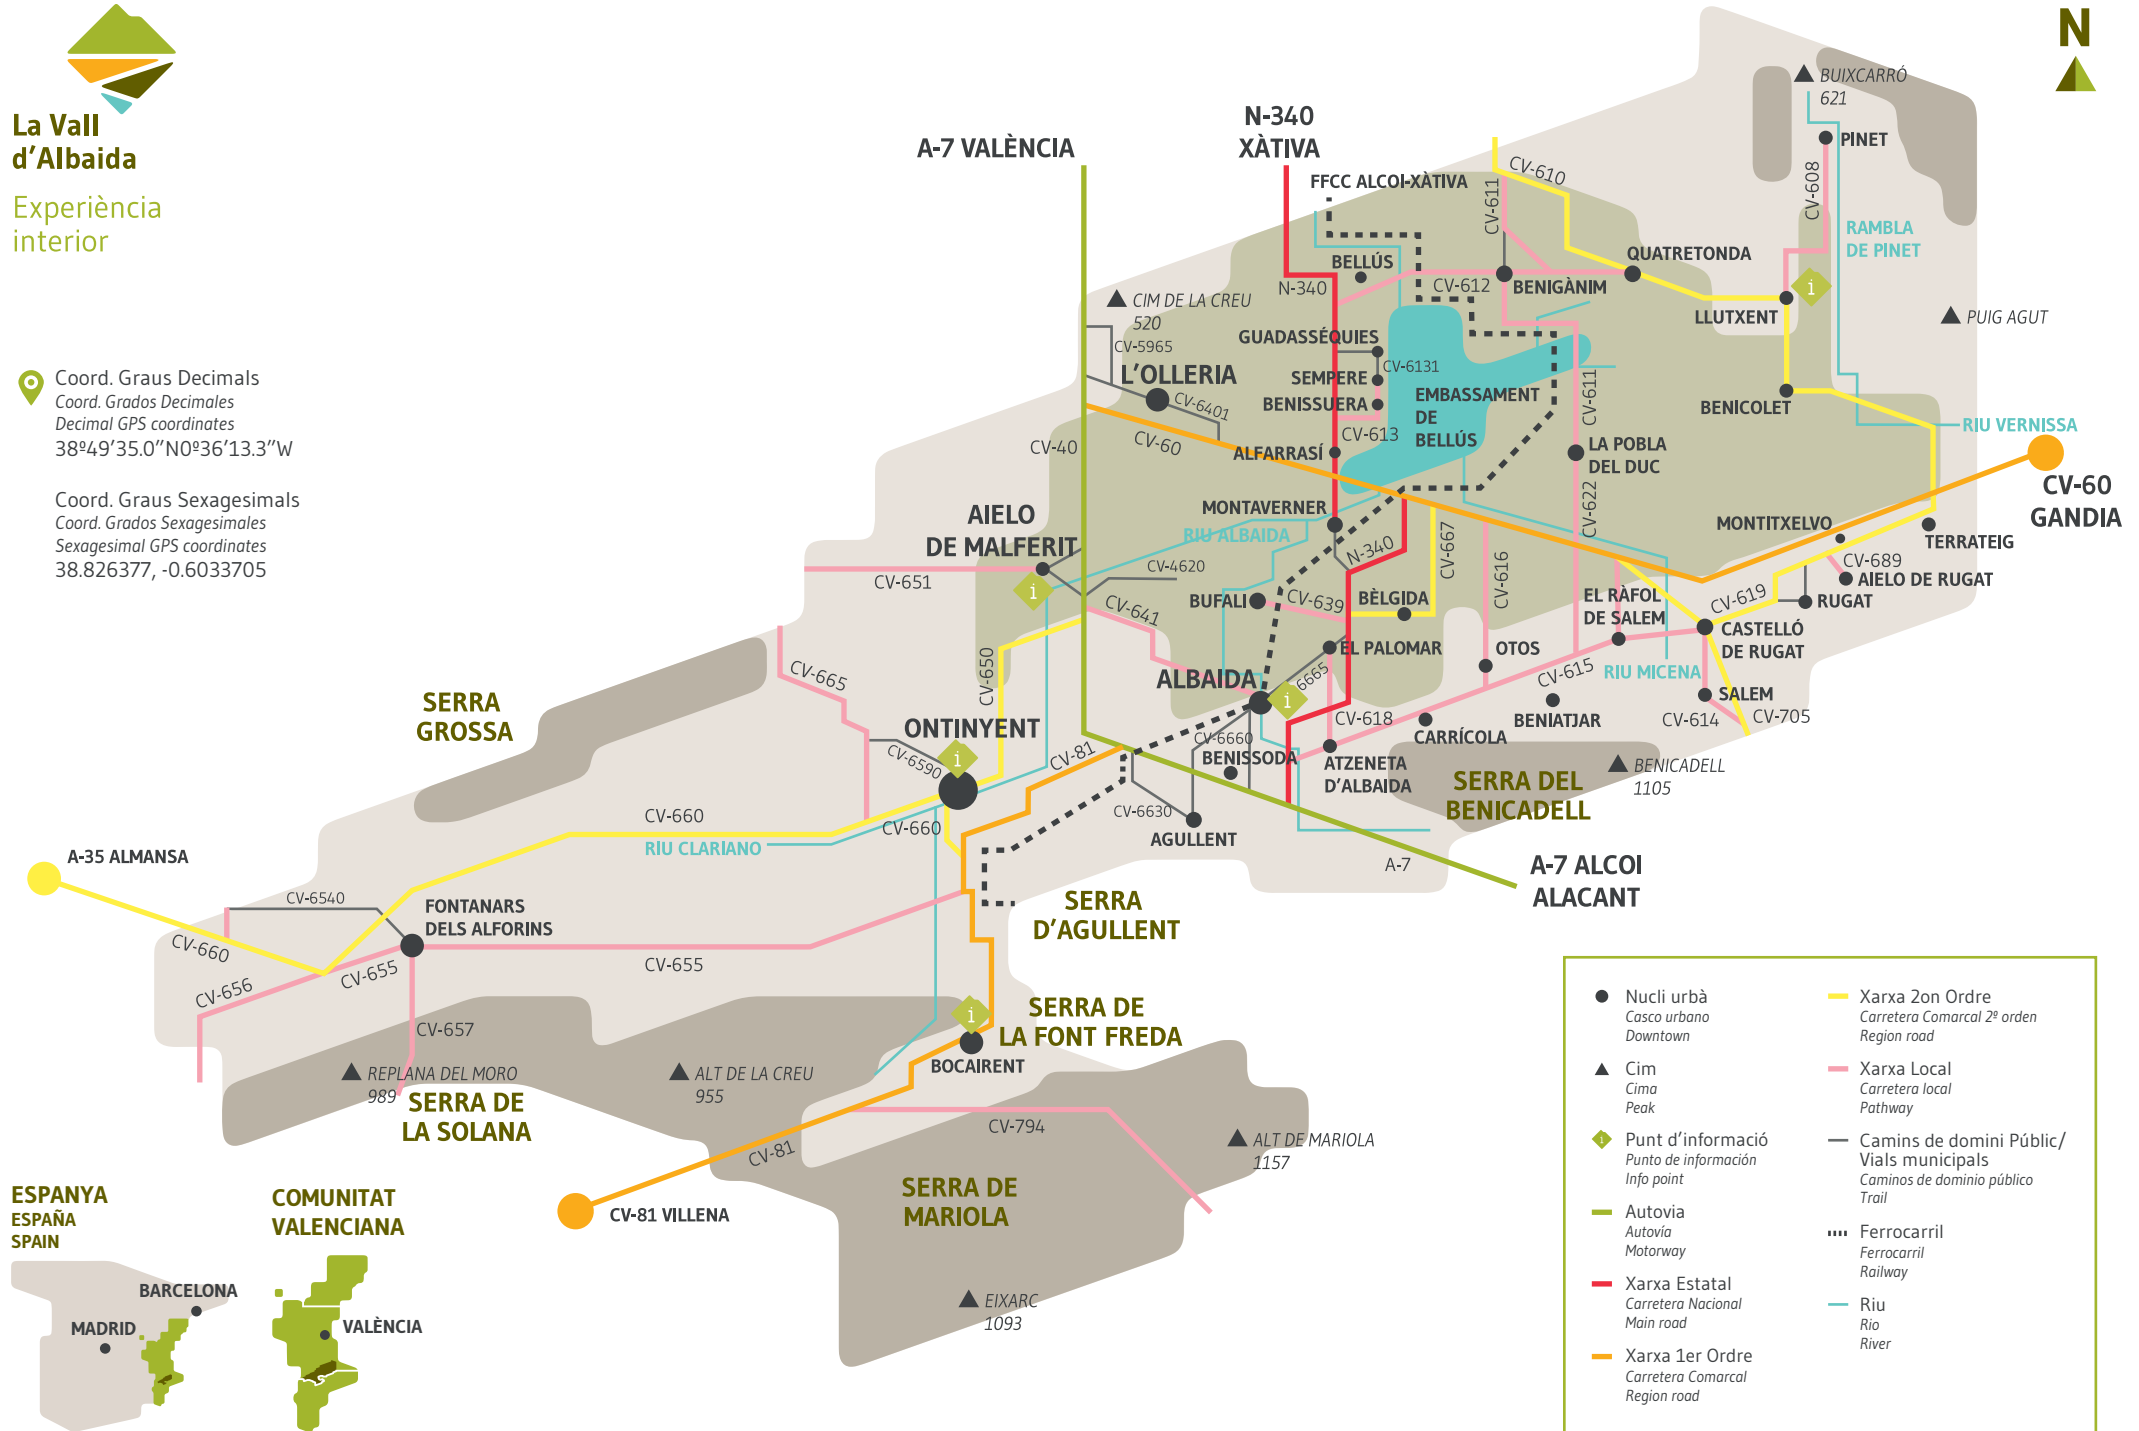 La Vall
d'Albaida
Experiència
interior
N
Coord. Graus Decimals
Coord. Grados Decimales
Decimal GPS coordinates
38º49'35.0"N0º36'13.3"W
Coord. Graus Sexagesimals
Coord. Grados Sexagesimales
Sexagesimal GPS coordinates
38.826377, -0.6033705
A-7 VALÈNCIA
N-340
XÀTIVA
FFCC ALCOI-XÀTIVA
CV-610
CV-611
BUIXCARRÓ
621
PINET
CV-608
RAMBLA
DE PINET
QUATRETONDA
BELLÚS
N-340
CV-612
BENIGÀNIM
LLUTXENT
PUIG AGUT
CIM DE LA CREU
520
CV-5965
L'OLLERIA
CV-6401
GUADASSÉQUIES
CV-6131
SEMPERE
BENISSUERA
EMBASSAMENT
DE
BELLÚS
CV-611
BENICOLET
RIU VERNISSA
CV-40
CV-60
CV-613
ALFARRASÍ
LA POBLA
DEL DUC
CV-60
GANDIA
AIELO
DE MALFERIT
MONTAVERNER
RIU ALBAIDA
N-340
CV-667
CV-616
CV-622
MONTITXELVO
TERRATEIG
CV-689
AIELO DE RUGAT
CV-651
CV-4620
CV-641
BUFALI
CV-639
BÈLGIDA
EL RÀFOL
DE SALEM
CV-619
RUGAT
CASTELLÓ
DE RUGAT
EL PALOMAR
OTOS
CV-615
RIU MICENA
CV-650
CV-665
ALBAIDA
6665
SALEM
CV-614
CV-705
SERRA
GROSSA
ONTINYENT
CV-6590
CV-81
CV-6660
BENISSODA
CV-618
CARRÍCOLA
BENIATJAR
ATZENETA
D'ALBAIDA
SERRA DEL
BENICADELL
BENICADELL
1105
CV-660
CV-660
RIU CLARIANO
CV-6630
AGULLENT
A-7
A-7 ALCOI
ALACANT
A-35 ALMANSA
CV-6540
FONTANARS
DELS ALFORINS
CV-660
CV-655
CV-656
CV-655
CV-657
SERRA
D'AGULLENT
SERRA DE
LA FONT FREDA
BOCAIRENT
REPLANA DEL MORO
989
SERRA DE
LA SOLANA
ALT DE LA CREU
955
CV-794
CV-81
CV-81 VILLENA
ALT DE MARIOLA
1157
SERRA DE
MARIOLA
EIXARC
1093
ESPANYA
ESPAÑA
SPAIN
BARCELONA
MADRID
COMUNITAT
VALENCIANA
VALÈNCIA
Nucli urbà
Casco urbano
Downtown
Cim
Cima
Peak
Punt d'informació
Punto de información
Info point
Autovia
Autovía
Motorway
Xarxa Estatal
Carretera Nacional
Main road
Xarxa 1er Ordre
Carretera Comarcal
Region road
Xarxa 2on Ordre
Carretera Comarcal 2º orden
Region road
Xarxa Local
Carretera local
Pathway
Camins de domini Públic/
Vials municipals
Caminos de dominio público
Trail
Ferrocarril
Ferrocarril
Railway
Riu
Rio
River